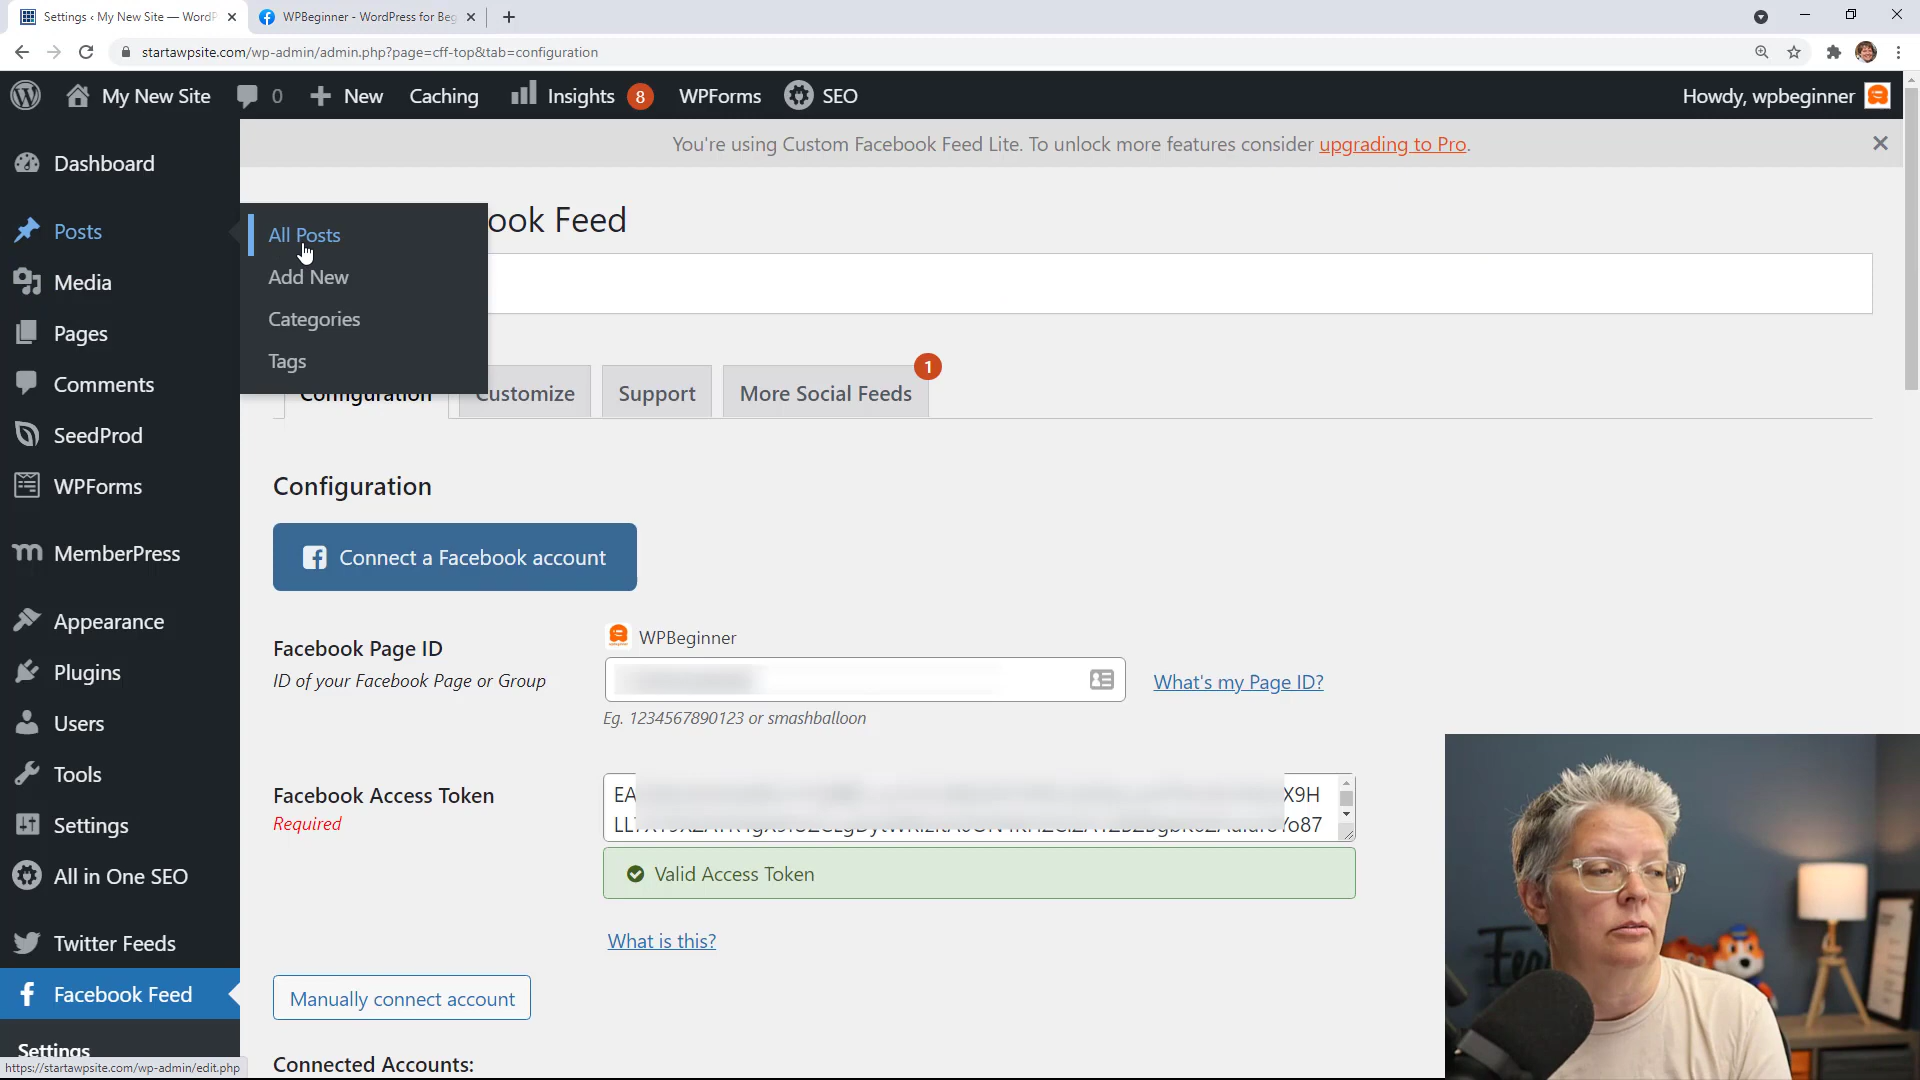 Settings ‹ My New Site — WordP
WPBeginner - WordPress for Beg
startawpsite.com/wp-admin/admin.php?page=cff-top&tab=configuration
My New Site
0
New
Caching
Insights
8
WPForms
SEO
Howdy, wpbeginner
You're using Custom Facebook Feed Lite. To unlock more features consider upgrading to Pro.
Dashboard
Posts
Media
Pages
Comments
SeedProd
WPForms
MemberPress
Appearance
Plugins
Users
Tools
Settings
All in One SEO
Twitter Feeds
Facebook Feed
Settings
https://startawpsite.com/wp-admin/edit.php
All Posts
Add New
Categories
Tags
ook Feed
Configuration
Customize
Support
More Social Feeds
1
Configuration
Connect a Facebook account
Facebook Page ID
ID of your Facebook Page or Group
WPBeginner
What's my Page ID?
Eg. 1234567890123 or smashballoon
Facebook Access Token
Required
EA
X9H
Yo87
Valid Access Token
What is this?
Manually connect account
Connected Accounts: